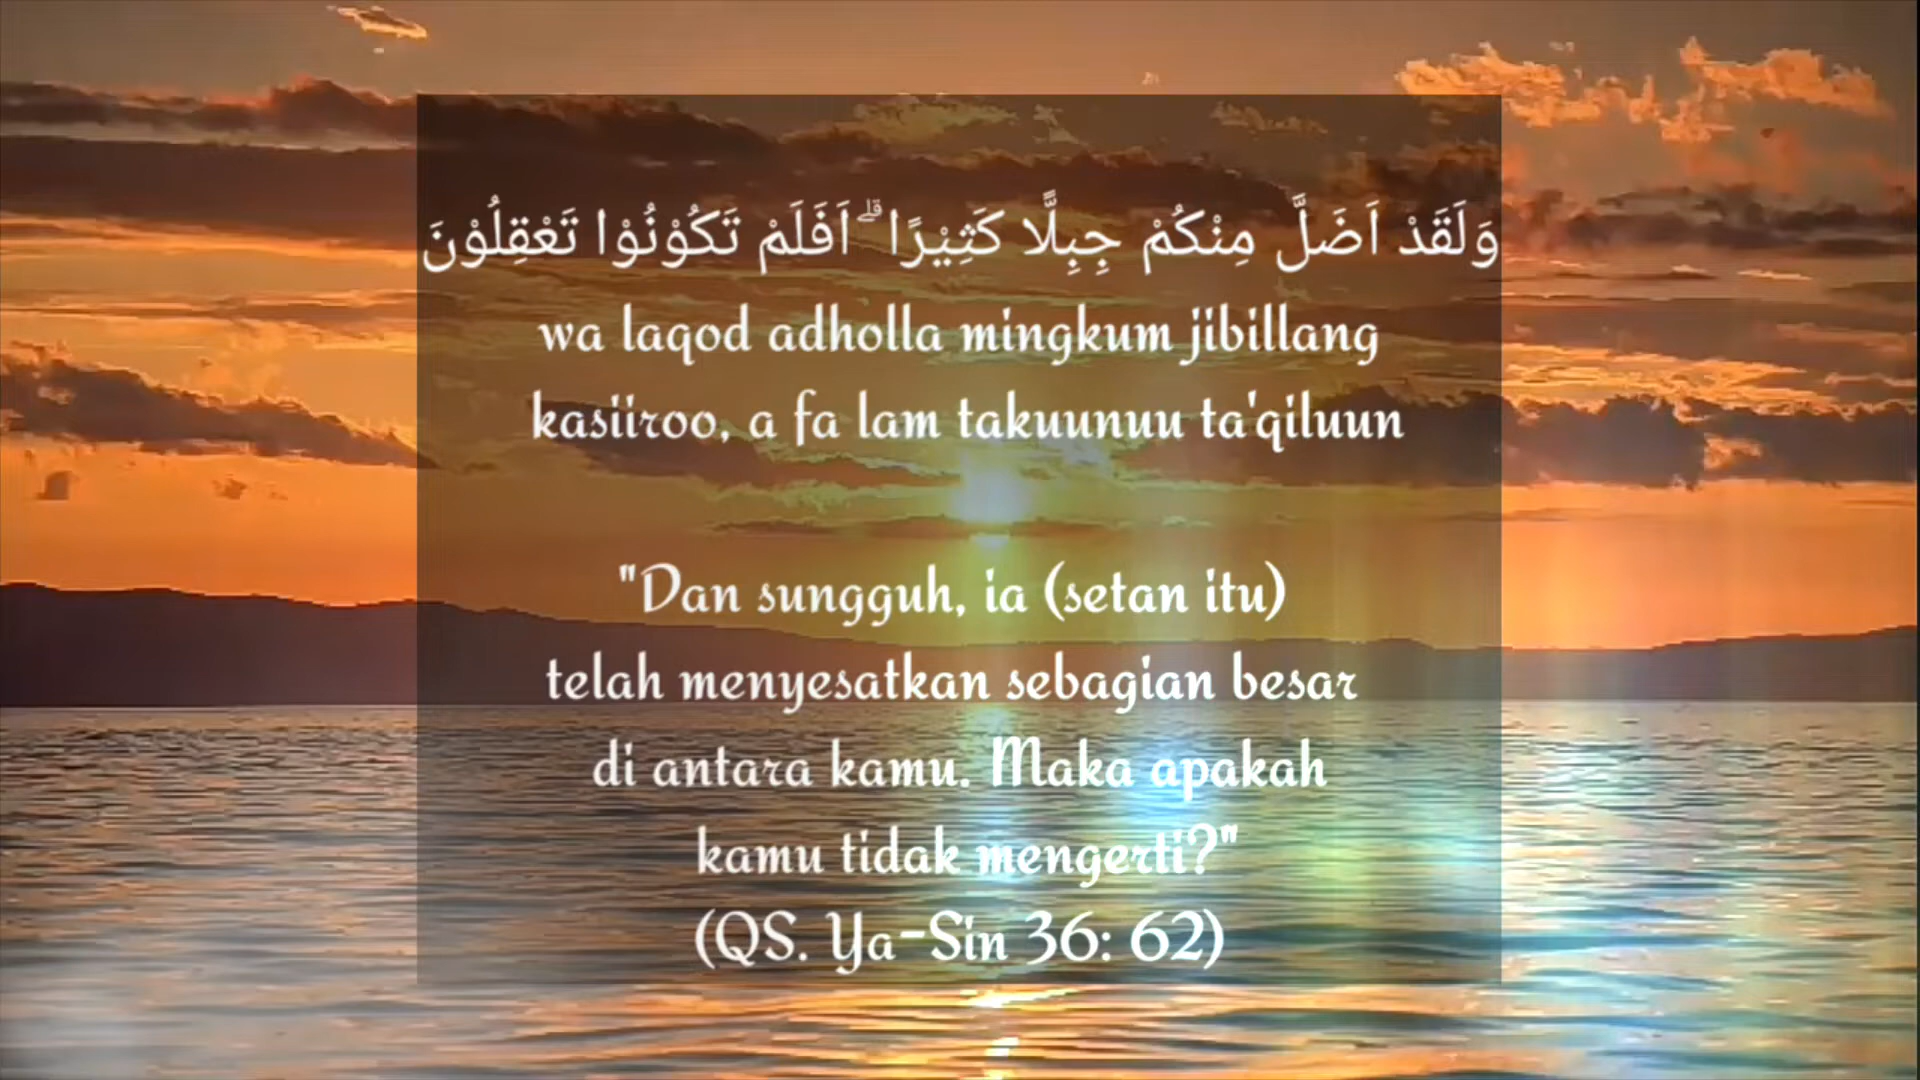 وَلَقَدْ اَضَلَّ مِنْكُمْ جِبِلًّا كَثِيْرًا ۗاَفَلَمْ تَكُوْنُوْا تَعْقِلُوْنَ
wa laqod adholla mingkum jibillang
kasiiroo, a fa lam takuunuu ta'qiluun
"Dan sungguh, ia (setan itu)
telah menyesatkan sebagian besar
di antara kamu. Maka apakah
kamu tidak mengerti?"
(QS. Ya-Sin 36: 62)